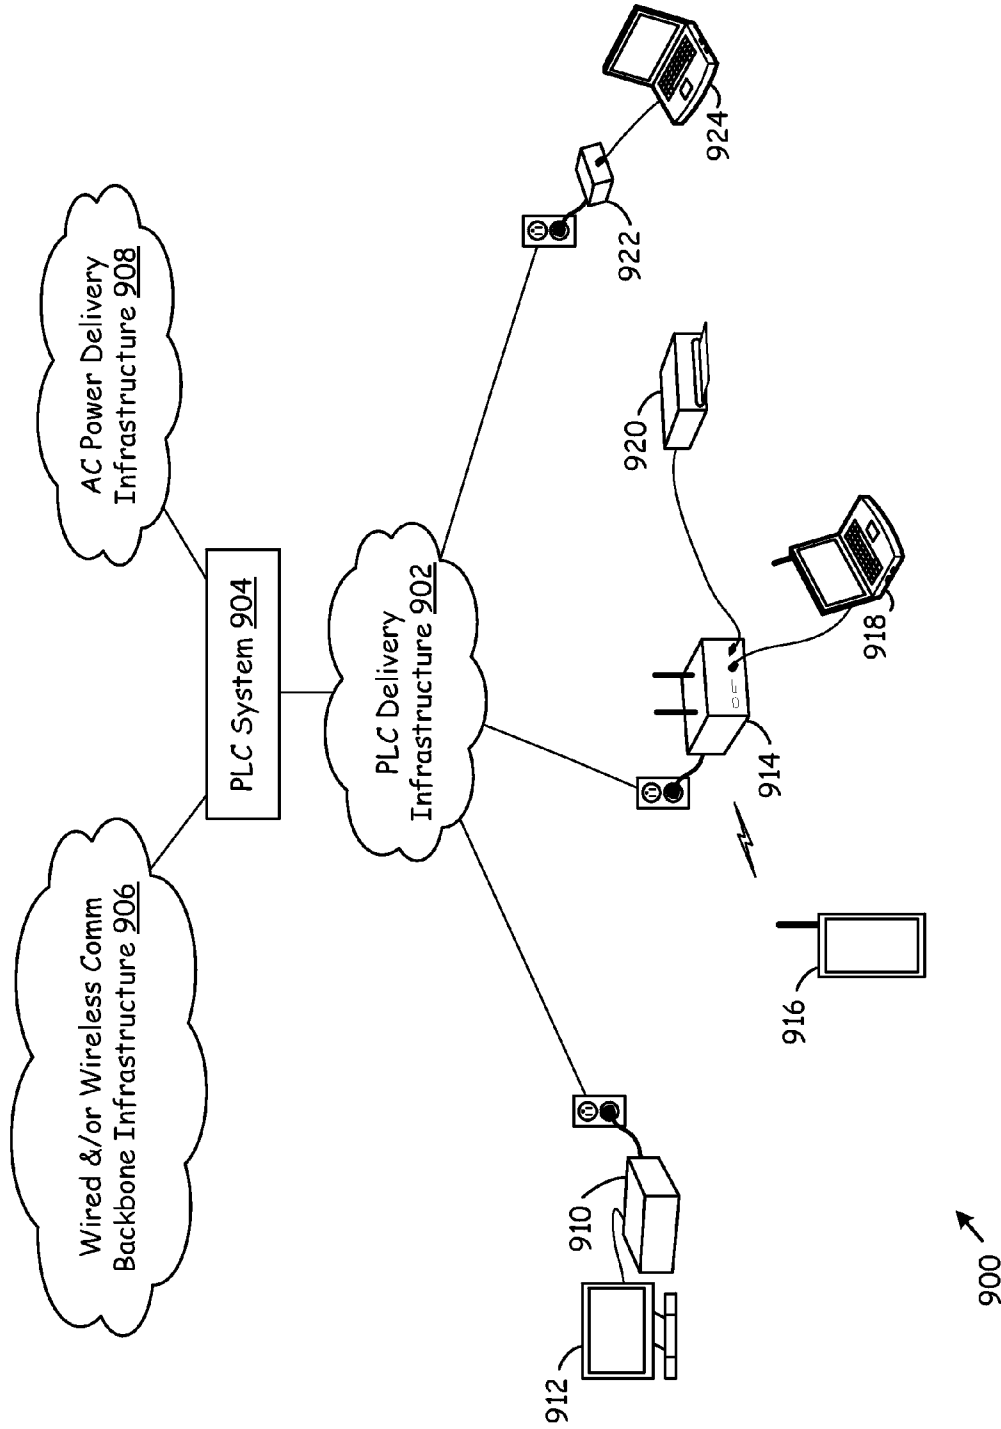 Wired &/or Wireless Comm
Backbone Infrastructure 906
AC Power Delivery
Infrastructure 908
PLC System 904
PLC Delivery
Infrastructure 902
912
910
916
914
918
920
922
924
900